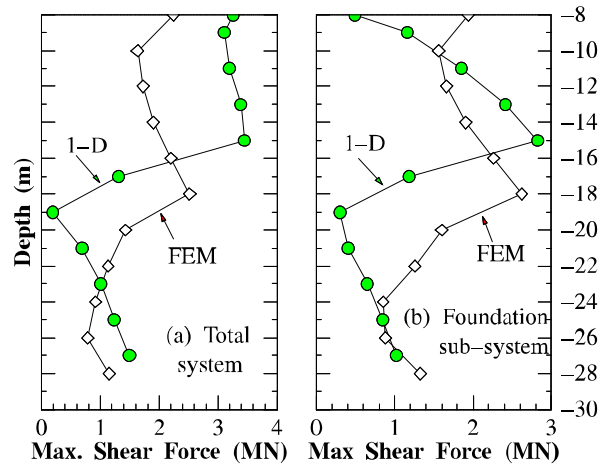 Depth (m)
1−D
FEM
(a) Total
system
0 1 2 3 4
Max. Shear Force (MN)
1−D
FEM
(b) Foundation
sub−system
0 1 2 3
Max. Shear Force (MN)
−8
−10
−12
−14
−16
−18
−20
−22
−24
−26
−28
−30